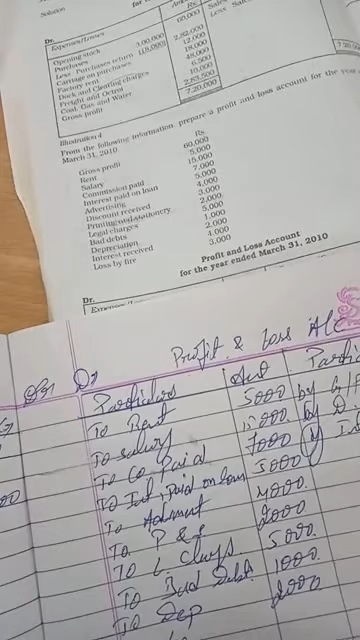 Solution
Dr.
Expenses/Losses
Rs.
Opening stock 60,000
Purchases 3,00,000
Less: Purchases return (18,000) 2,82,000
Carriage on purchases 12,000
Factory rent 18,000
Dock and Clearing charges 48,000
Freight and Octroi 6,500
Coal, Gas and Water 10,000
Gross profit 2,83,500
7,20,000
Illustration 4
From the following information, prepare a profit and loss account for the year
March 31, 2010.
Rs.
Gross profit 60,000
Rent 5,000
Salary 15,000
Commission paid 7,000
Interest paid on loan 5,000
Advertising 4,000
Discount received 3,000
Printing and stationery 2,000
Legal charges 5,000
Bad debts 1,000
Depreciation 2,000
Interest received 4,000
Loss by fire 3,000
Profit and Loss Account
for the year ended March 31, 2010
Dr.
Profit & Loss A/C
Dr
Particulars Amt Partic
To Rent 5000 by G/P
To Salary by D
To Co Paid 7000
To Int. Paid on loan 5000
To Adverment 4000
To P & S 2000
To L. Chargs 5000
To Bad Debt 1000
To Dep 2000